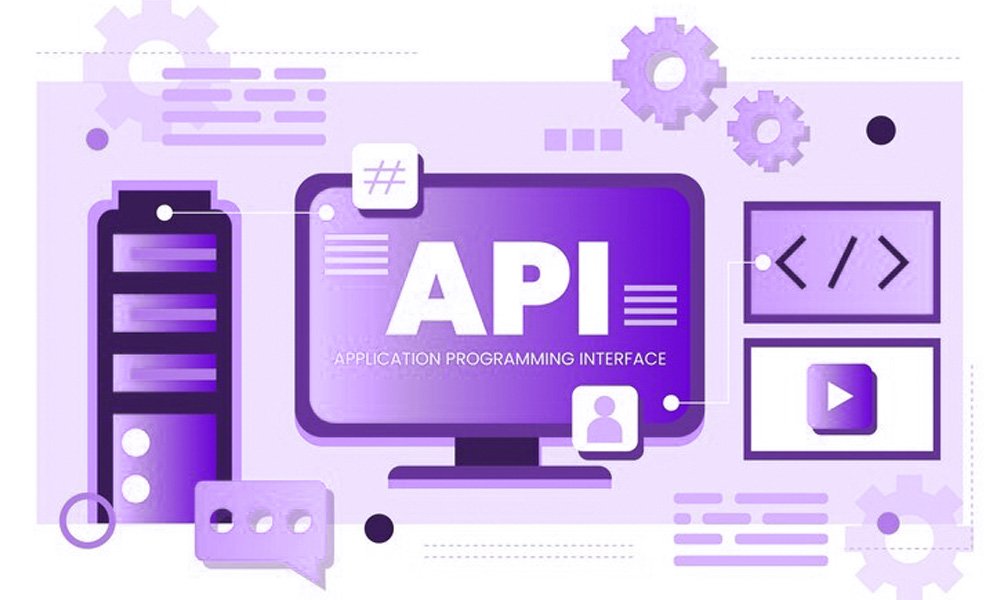 #
API
APPLICATION PROGRAMMING INTERFACE
</>